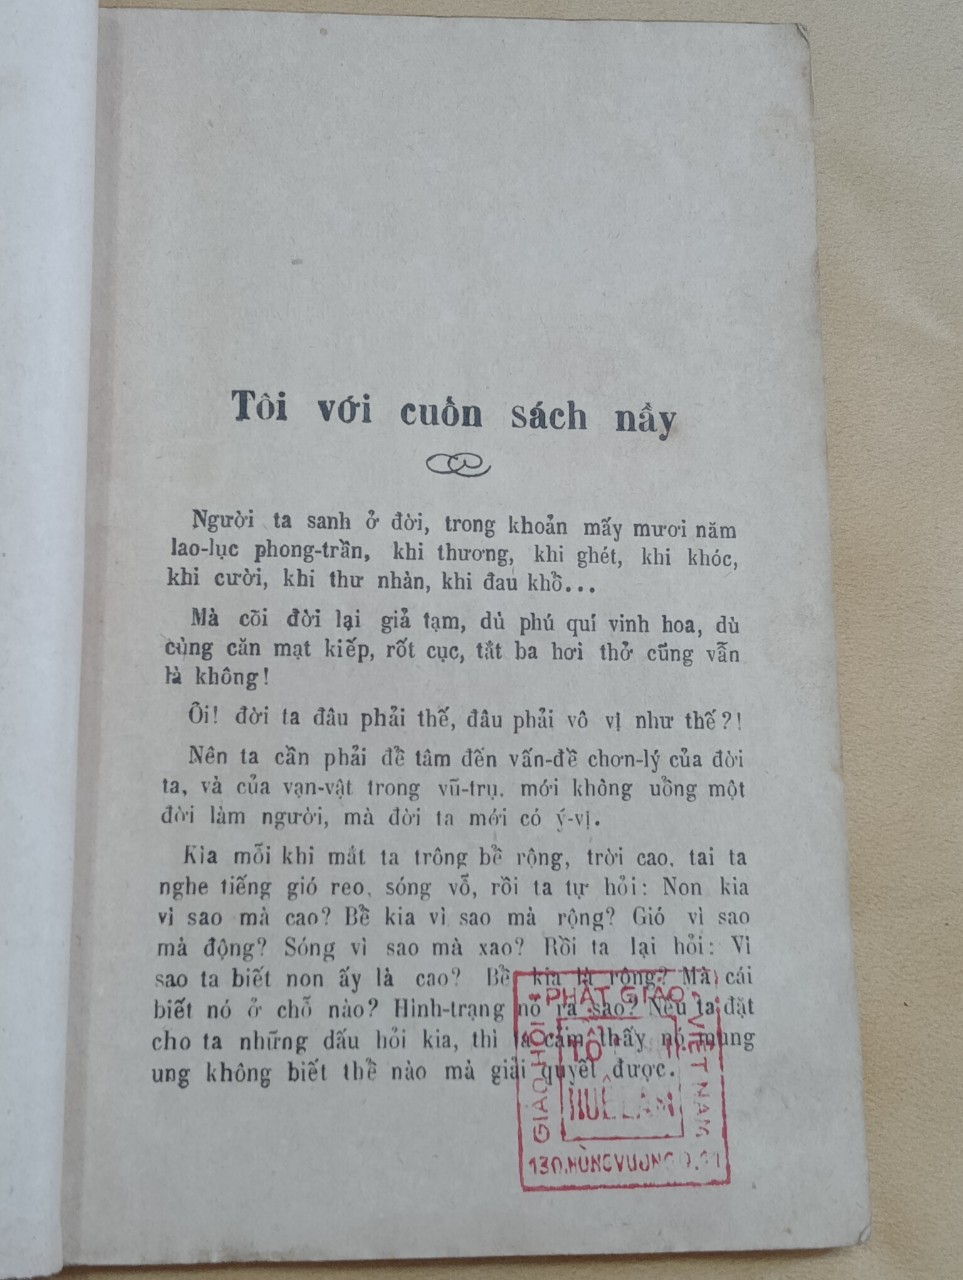 Tôi với cuốn sách nầy
Người ta sanh ở đời, trong khoản mấy mươi năm
lao-lục phong-trần, khi thương, khi ghét, khi khóc,
khi cười, khi thư nhàn, khi đau khổ...
Mà cõi đời lại giả tạm, dù phú quí vinh hoa, dù
cùng căn mạt kiếp, rốt cục, tắt ba hơi thở cũng vẫn
là không!
Ôi! đời ta đâu phải thế, đâu phải vô vị như thế?!
Nên ta cần phải để tâm đến vấn-đề chơn-lý của đời
ta, và của vạn-vật trong vũ-trụ. mới không uổng một
đời làm người, mà đời ta mới có ý-vị.
Kia mỗi khi mắt ta trông bể rộng, trời cao, tai ta
nghe tiếng gió reo, sóng vỗ, rồi ta tự hỏi: Non kia
vì sao mà cao? Bể kia vì sao mà rộng? Gió vì sao
mà động? Sóng vì sao mà xao? Rồi ta lại hỏi: Vì
sao ta biết non ấy là cao? Bể kia là rộng? Mà cái
biết nó ở chỗ nào? Hình-trạng nó ra sao? Nếu ta đặt
cho ta những dấu hỏi kia, thì ta cảm thấy nó mung
ung không biết thế nào mà giải quyết được.
GIÁO HỘI PHẬT GIÁO VIỆT NAM
HUỆ LÂM
130.HÙNG VƯƠNG